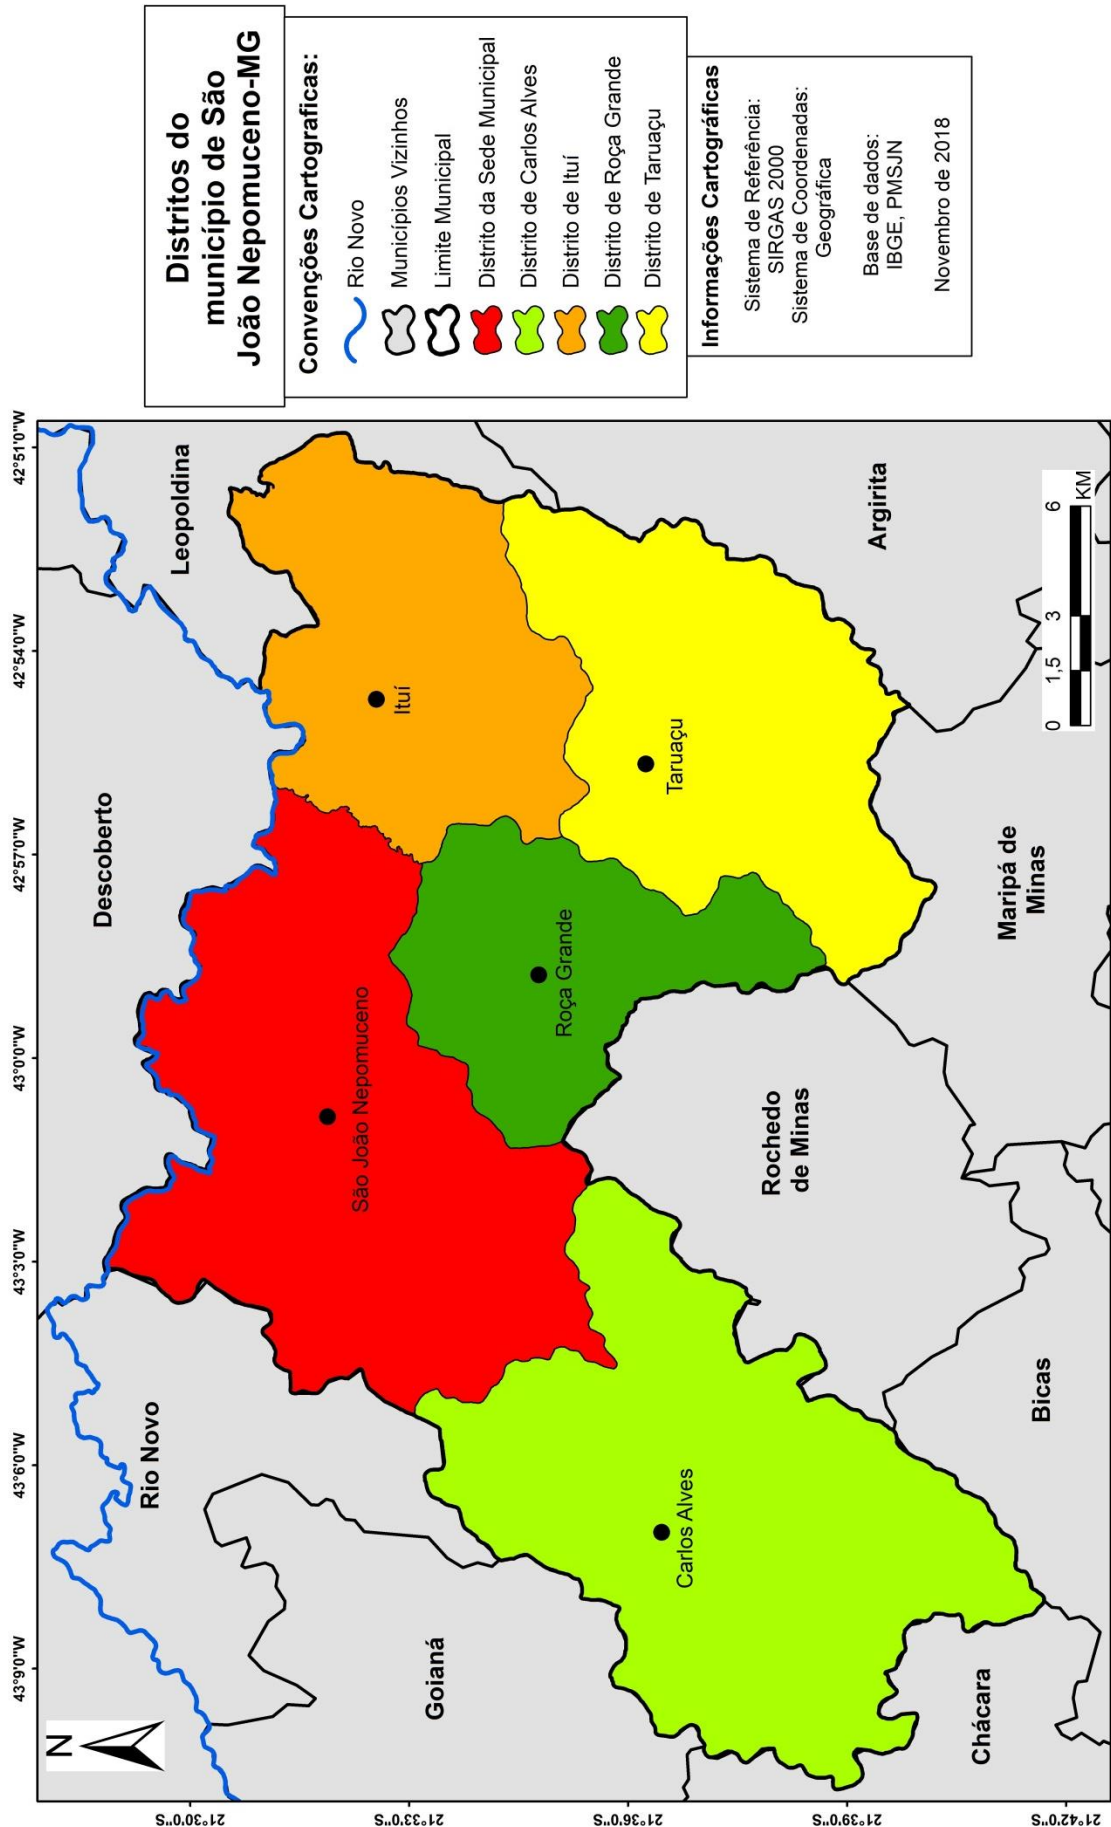 Distritos do
município de São
João Nepomuceno-MG
Convenções Cartograficas:
Rio Novo
Municípios Vizinhos
Limite Municipal
Distrito da Sede Municipal
Distrito de Carlos Alves
Distrito de Ituí
Distrito de Roça Grande
Distrito de Taruaçu
Informações Cartográficas
Sistema de Referência:
SIRGAS 2000
Sistema de Coordenadas:
Geográfica
Base de dados:
IBGE, PMSJN
Novembro de 2018
43°9'0"W
43°6'0"W
43°3'0"W
43°0'0"W
42°57'0"W
42°54'0"W
42°51'0"W
21°30'0"S
21°33'0"S
21°36'0"S
21°39'0"S
21°42'0"S
N
Rio Novo
Descoberto
Leopoldina
Goianá
São João Nepomuceno
Ituí
Roça Grande
Taruaçu
Carlos Alves
Rochedo
de Minas
Argirita
Chácara
Bicas
Maripá de
Minas
0
1,5
3
6
KM